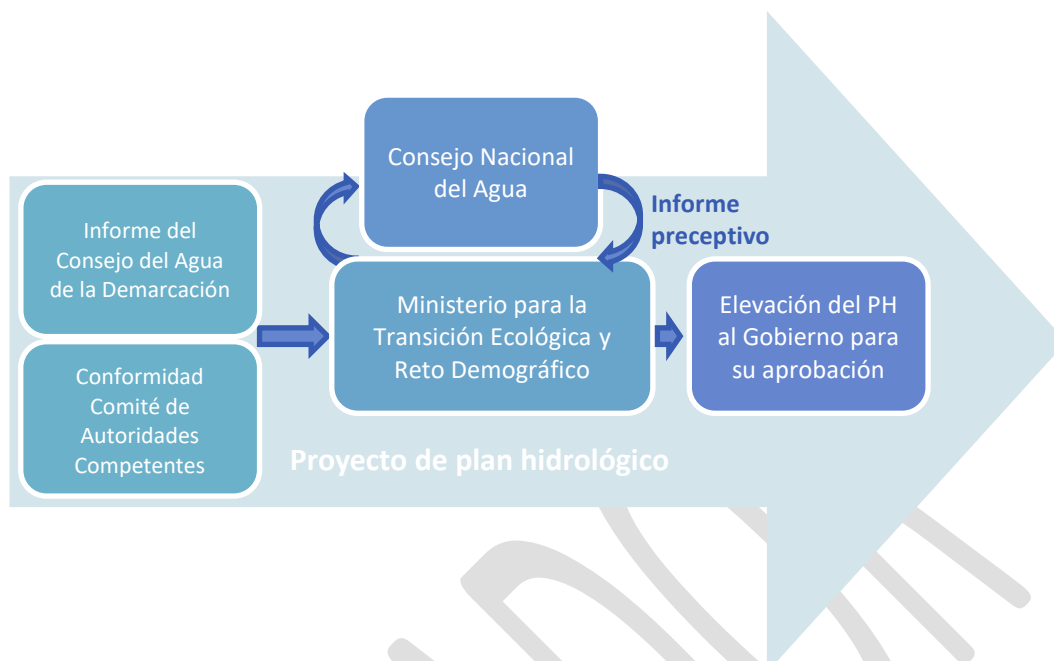 Consejo Nacional
del Agua
Informe
preceptivo
Informe del
Consejo del Agua
de la Demarcación
Ministerio para la
Transición Ecológica y
Reto Demográfico
Elevación del PH
al Gobierno para
su aprobación
Conformidad
Comité de
Autoridades
Competentes
Proyecto de plan hidrológico